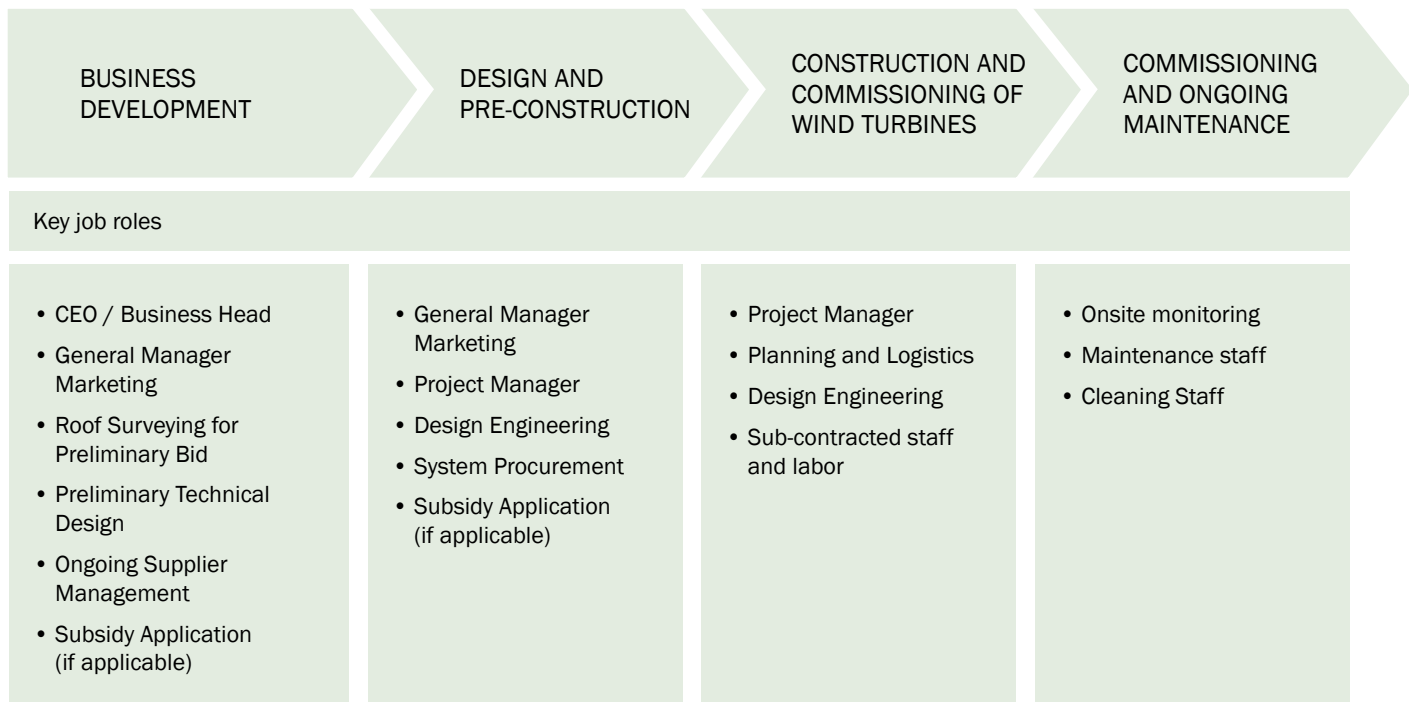 BUSINESS
DEVELOPMENT
DESIGN AND
PRE-CONSTRUCTION
CONSTRUCTION AND
COMMISSIONING OF
WIND TURBINES
COMMISSIONING
AND ONGOING
MAINTENANCE
Key job roles
• CEO / Business Head
• General Manager
Marketing
• Roof Surveying for
Preliminary Bid
• Preliminary Technical
Design
• Ongoing Supplier
Management
• Subsidy Application
(if applicable)
• General Manager
Marketing
• Project Manager
• Design Engineering
• System Procurement
• Subsidy Application
(if applicable)
• Project Manager
• Planning and Logistics
• Design Engineering
• Sub-contracted staff
and labor
• Onsite monitoring
• Maintenance staff
• Cleaning Staff